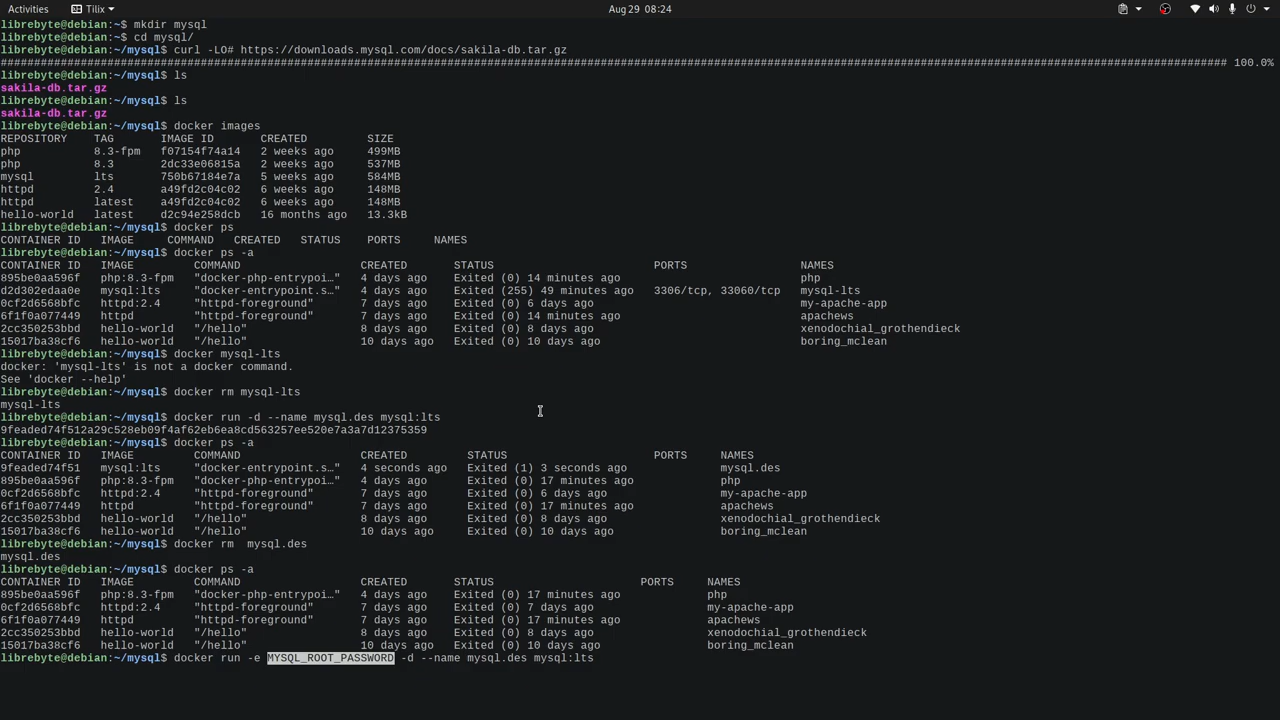 Activities Tilix Aug 29 08:24
librebyte@debian:~$ mkdir mysql
librebyte@debian:~$ cd mysql/
librebyte@debian:~/mysql$ curl -LO# https://downloads.mysql.com/docs/sakila-db.tar.gz
######################################################################################################################################################################################## 100.0%
librebyte@debian:~/mysql$ ls
sakila-db.tar.gz
librebyte@debian:~/mysql$ ls
sakila-db.tar.gz
librebyte@debian:~/mysql$ docker images
REPOSITORY TAG IMAGE ID CREATED SIZE
php 8.3-fpm f07154f74a14 2 weeks ago 499MB
php 8.3 2dc33e06815a 2 weeks ago 537MB
mysql lts 750b67184e7a 5 weeks ago 584MB
httpd 2.4 a49fd2c04c02 6 weeks ago 148MB
httpd latest a49fd2c04c02 6 weeks ago 148MB
hello-world latest d2c94e258dcb 16 months ago 13.3kB
librebyte@debian:~/mysql$ docker ps
CONTAINER ID IMAGE COMMAND CREATED STATUS PORTS NAMES
librebyte@debian:~/mysql$ docker ps -a
CONTAINER ID IMAGE COMMAND CREATED STATUS PORTS NAMES
895be0aa596f php:8.3-fpm "docker-php-entrypoi…" 4 days ago Exited (0) 14 minutes ago php
d2d302edaa0e mysql:lts "docker-entrypoint.s…" 4 days ago Exited (255) 49 minutes ago 3306/tcp, 33060/tcp mysql-lts
0cf2d6568bfc httpd:2.4 "httpd-foreground" 7 days ago Exited (0) 6 days ago my-apache-app
6f1f0a077449 httpd "httpd-foreground" 7 days ago Exited (0) 14 minutes ago apachews
2cc350253bbd hello-world "/hello" 8 days ago Exited (0) 8 days ago xenodochial_grothendieck
15017ba38cf6 hello-world "/hello" 10 days ago Exited (0) 10 days ago boring_mclean
librebyte@debian:~/mysql$ docker mysql-lts
docker: 'mysql-lts' is not a docker command.
See 'docker --help'
librebyte@debian:~/mysql$ docker rm mysql-lts
mysql-lts
librebyte@debian:~/mysql$ docker run -d --name mysql.des mysql:lts
9feaded74f512a29c528eb09f4af62eb6ea8cd563257ee520e7a3a7d12375359
librebyte@debian:~/mysql$ docker ps -a
CONTAINER ID IMAGE COMMAND CREATED STATUS PORTS NAMES
9feaded74f51 mysql:lts "docker-entrypoint.s…" 4 seconds ago Exited (1) 3 seconds ago mysql.des
895be0aa596f php:8.3-fpm "docker-php-entrypoi…" 4 days ago Exited (0) 17 minutes ago php
0cf2d6568bfc httpd:2.4 "httpd-foreground" 7 days ago Exited (0) 6 days ago my-apache-app
6f1f0a077449 httpd "httpd-foreground" 7 days ago Exited (0) 17 minutes ago apachews
2cc350253bbd hello-world "/hello" 8 days ago Exited (0) 8 days ago xenodochial_grothendieck
15017ba38cf6 hello-world "/hello" 10 days ago Exited (0) 10 days ago boring_mclean
librebyte@debian:~/mysql$ docker rm  mysql.des
mysql.des
librebyte@debian:~/mysql$ docker ps -a
CONTAINER ID IMAGE COMMAND CREATED STATUS PORTS NAMES
895be0aa596f php:8.3-fpm "docker-php-entrypoi…" 4 days ago Exited (0) 17 minutes ago php
0cf2d6568bfc httpd:2.4 "httpd-foreground" 7 days ago Exited (0) 7 days ago my-apache-app
6f1f0a077449 httpd "httpd-foreground" 7 days ago Exited (0) 17 minutes ago apachews
2cc350253bbd hello-world "/hello" 8 days ago Exited (0) 8 days ago xenodochial_grothendieck
15017ba38cf6 hello-world "/hello" 10 days ago Exited (0) 10 days ago boring_mclean
librebyte@debian:~/mysql$ docker run -e MYSQL_ROOT_PASSWORD -d --name mysql.des mysql:lts